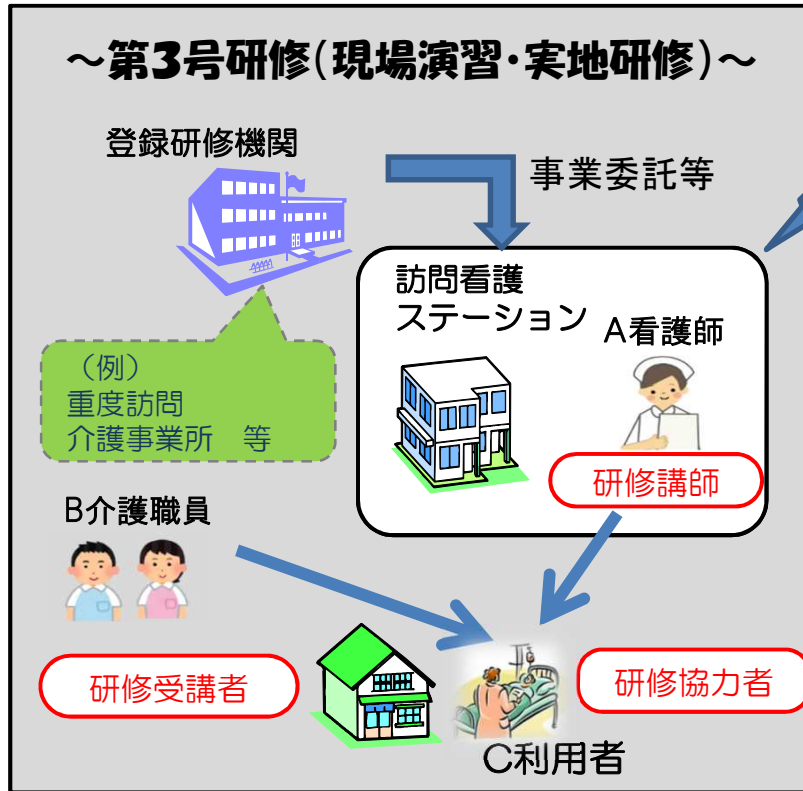 ～第3号研修(現場演習・実地研修)～
登録研修機関
事業委託等
訪問看護
ステーション
A看護師
（例）
重度訪問
介護事業所　等
研修講師
B介護職員
研修受講者
研修協力者
C利用者